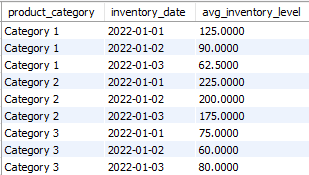 product_category inventory_date avg_inventory_level
Category 1 2022-01-01 125.0000
Category 1 2022-01-02 90.0000
Category 1 2022-01-03 62.5000
Category 2 2022-01-01 225.0000
Category 2 2022-01-02 200.0000
Category 2 2022-01-03 175.0000
Category 3 2022-01-01 75.0000
Category 3 2022-01-02 60.0000
Category 3 2022-01-03 80.0000